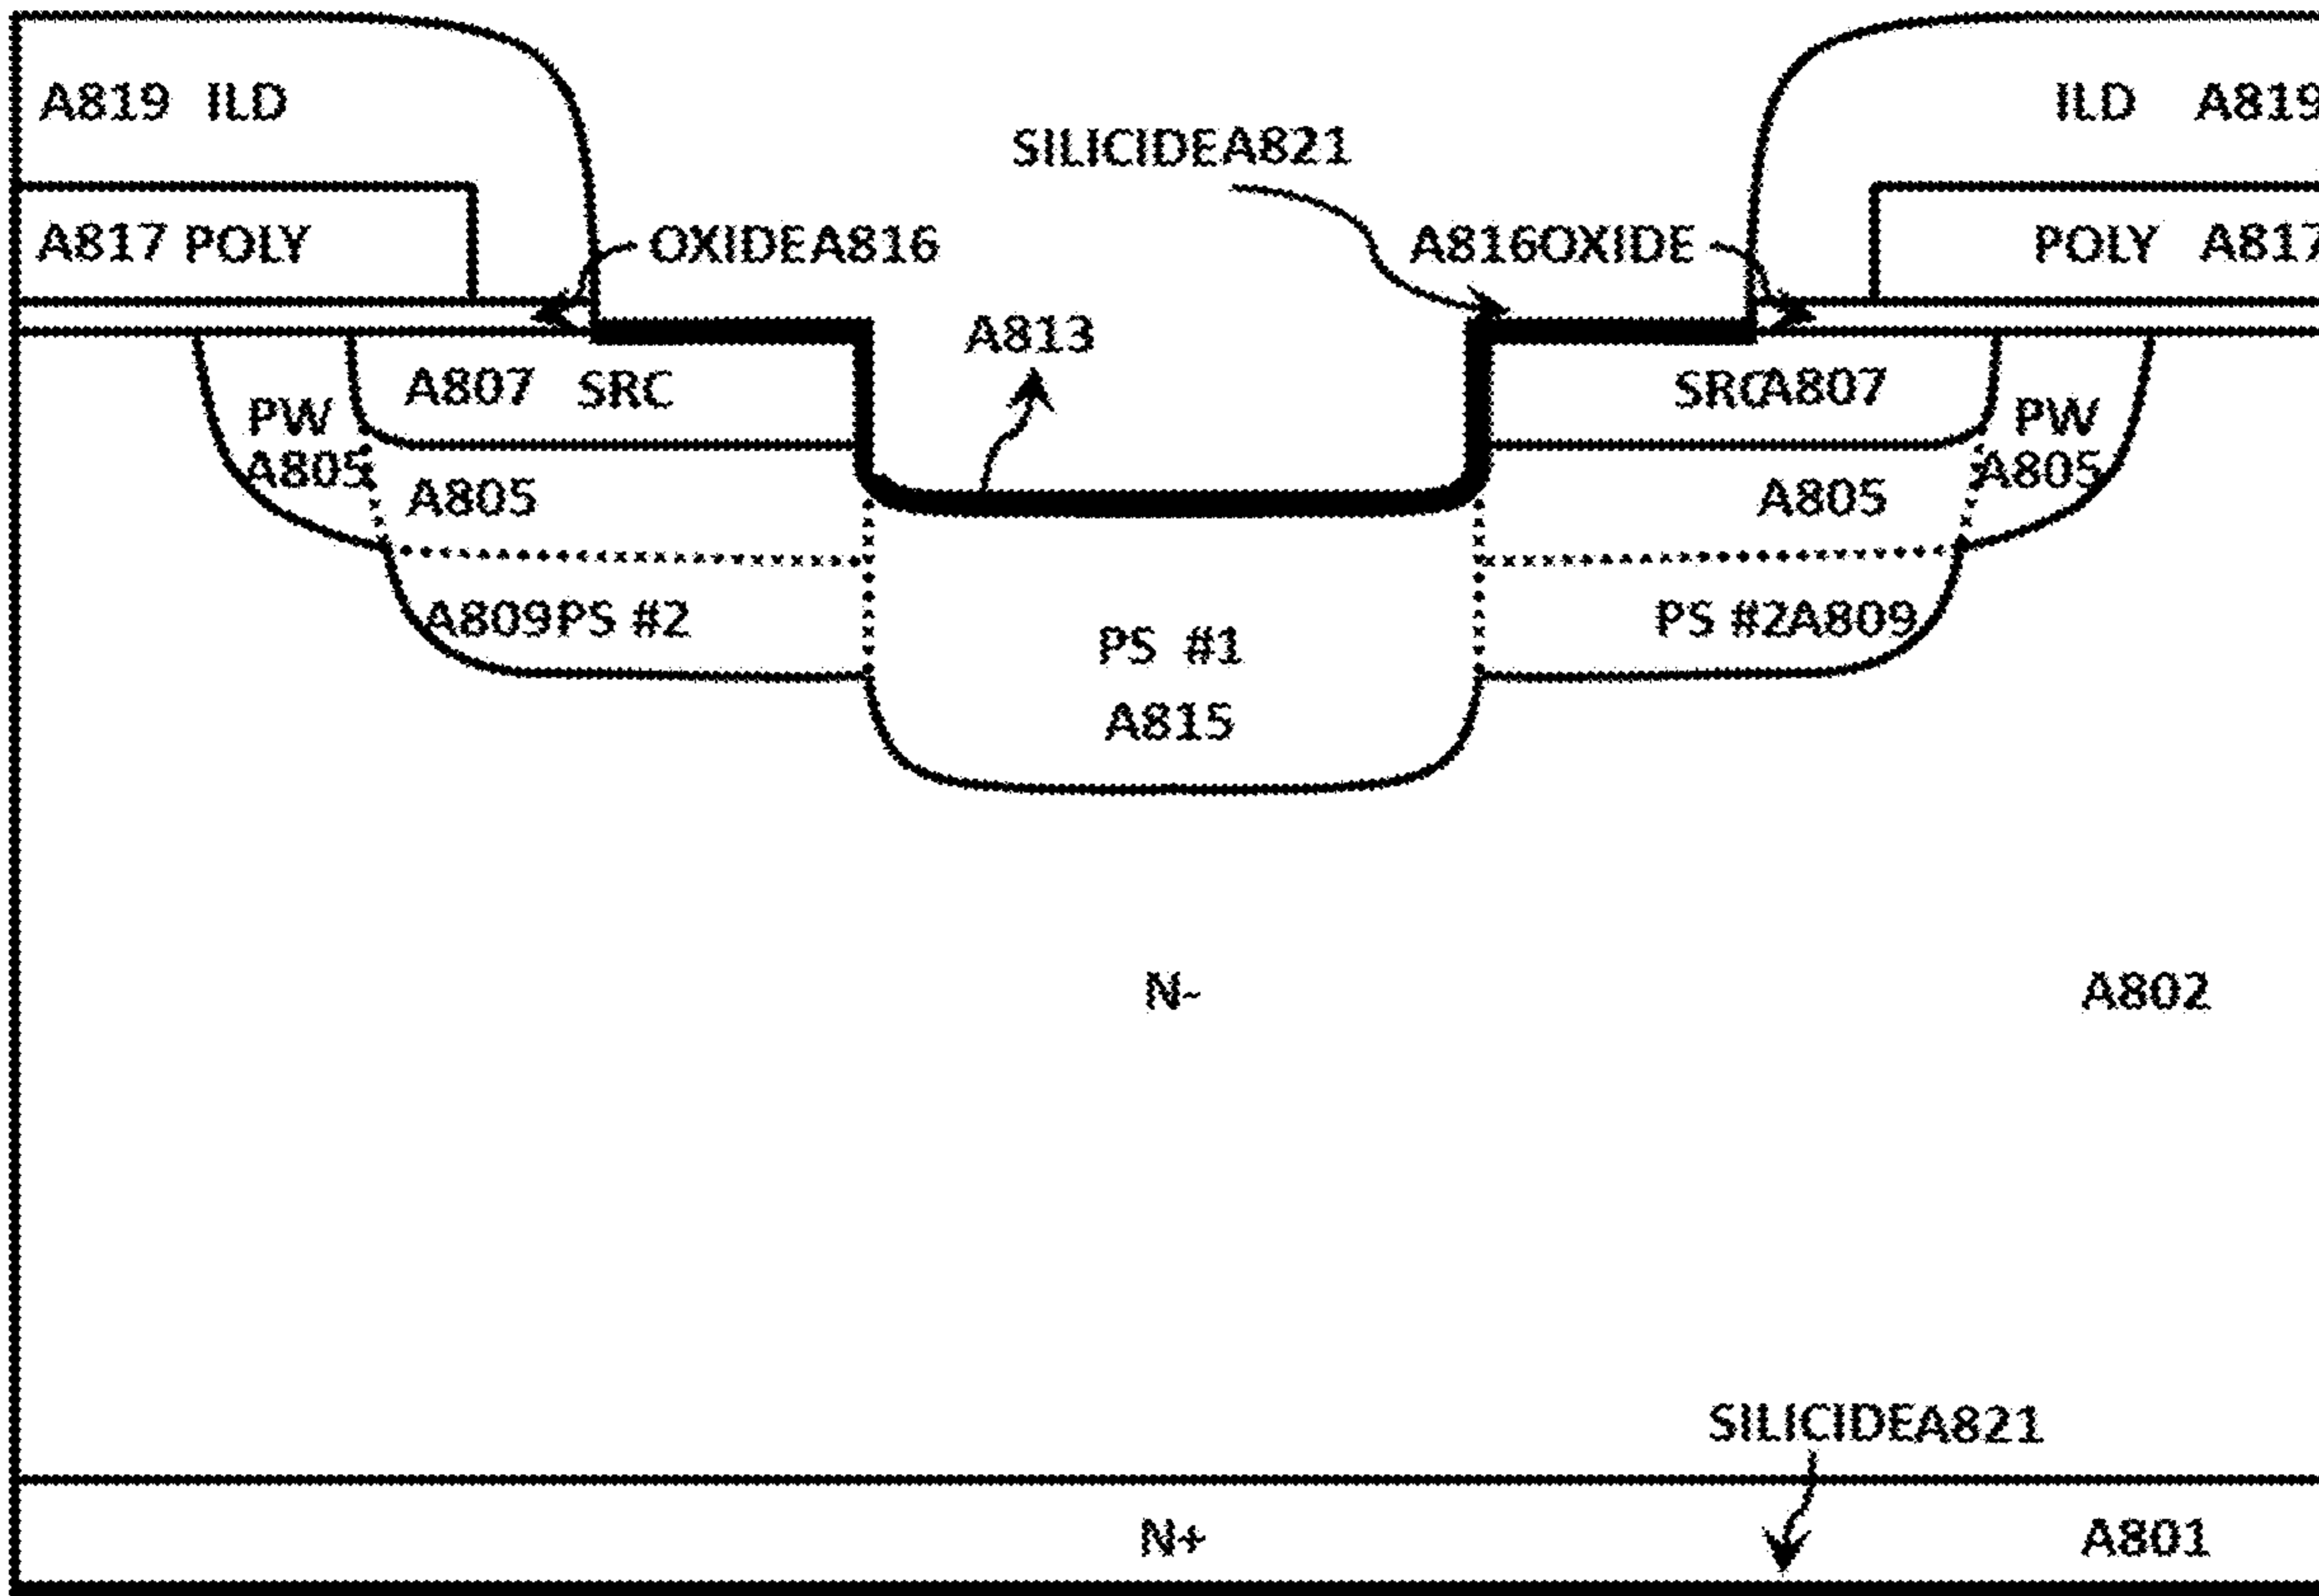 A819 ILD
ILD A819
SILICIDEA821
A817 POLY
OXIDEA816
A816OXIDE
POLY A817
A813
A807 SRC
SRCA807
PW
A805
PW
A805
A805
A805
A809PS #2
PS #2A809
PS #1
A815
N-
A802
SILICIDEA821
N+
A801